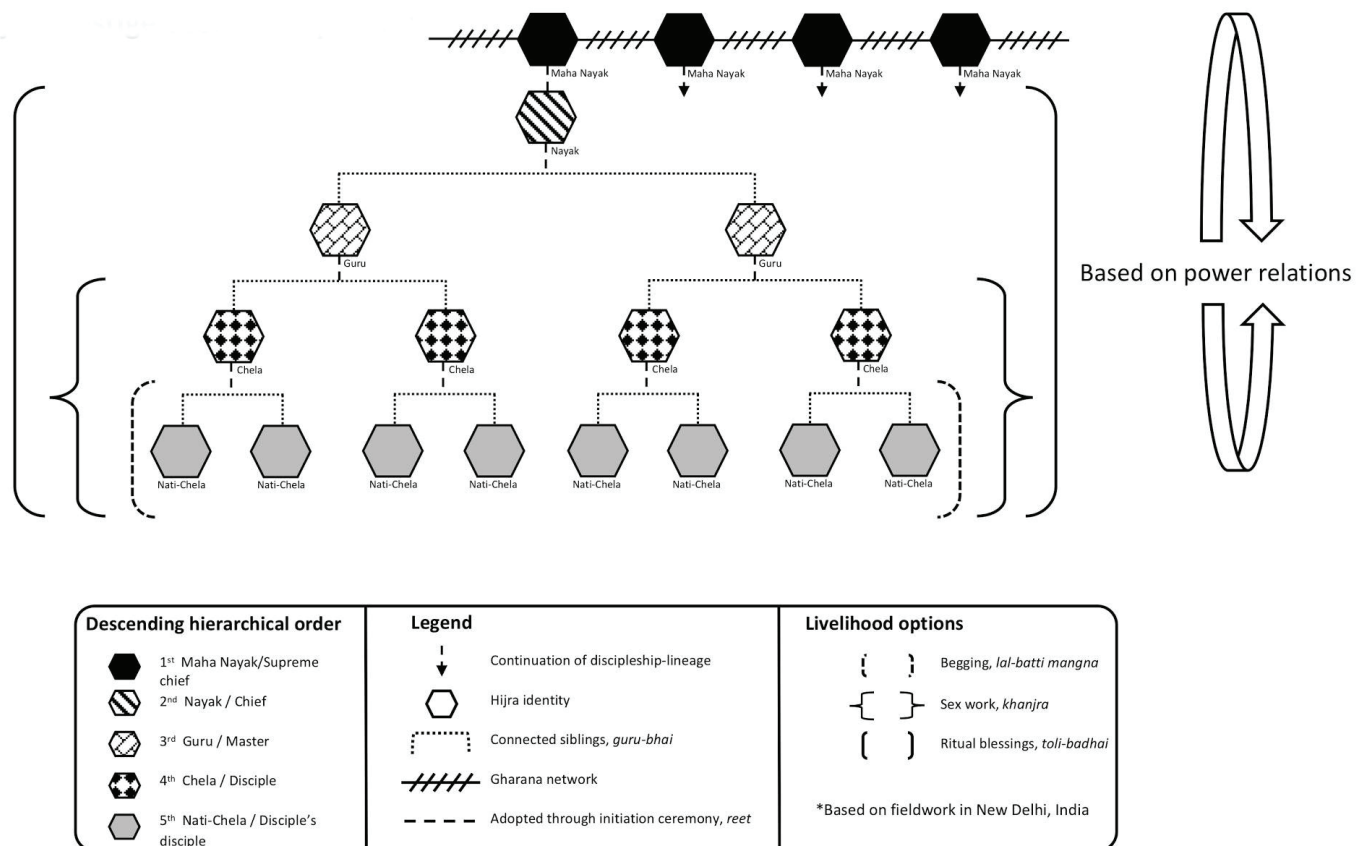 Maha Nayak Maha Nayak Maha Nayak Maha Nayak
Nayak
Guru Guru
Based on power relations
Chela Chela Chela Chela
Nati-Chela Nati-Chela Nati-Chela Nati-Chela Nati-Chela Nati-Chela Nati-Chela Nati-Chela
Descending hierarchical order
1st Maha Nayak/Supreme
chief
2nd Nayak / Chief
3rd Guru / Master
4th Chela / Disciple
5th Nati-Chela / Disciple's
disciple
Legend
Continuation of discipleship-lineage
Hijra identity
Connected siblings, guru-bhai
Gharana network
Adopted through initiation ceremony, reet
Livelihood options
Begging, lal-batti mangna
Sex work, khanjra
Ritual blessings, toli-badhai
*Based on fieldwork in New Delhi, India